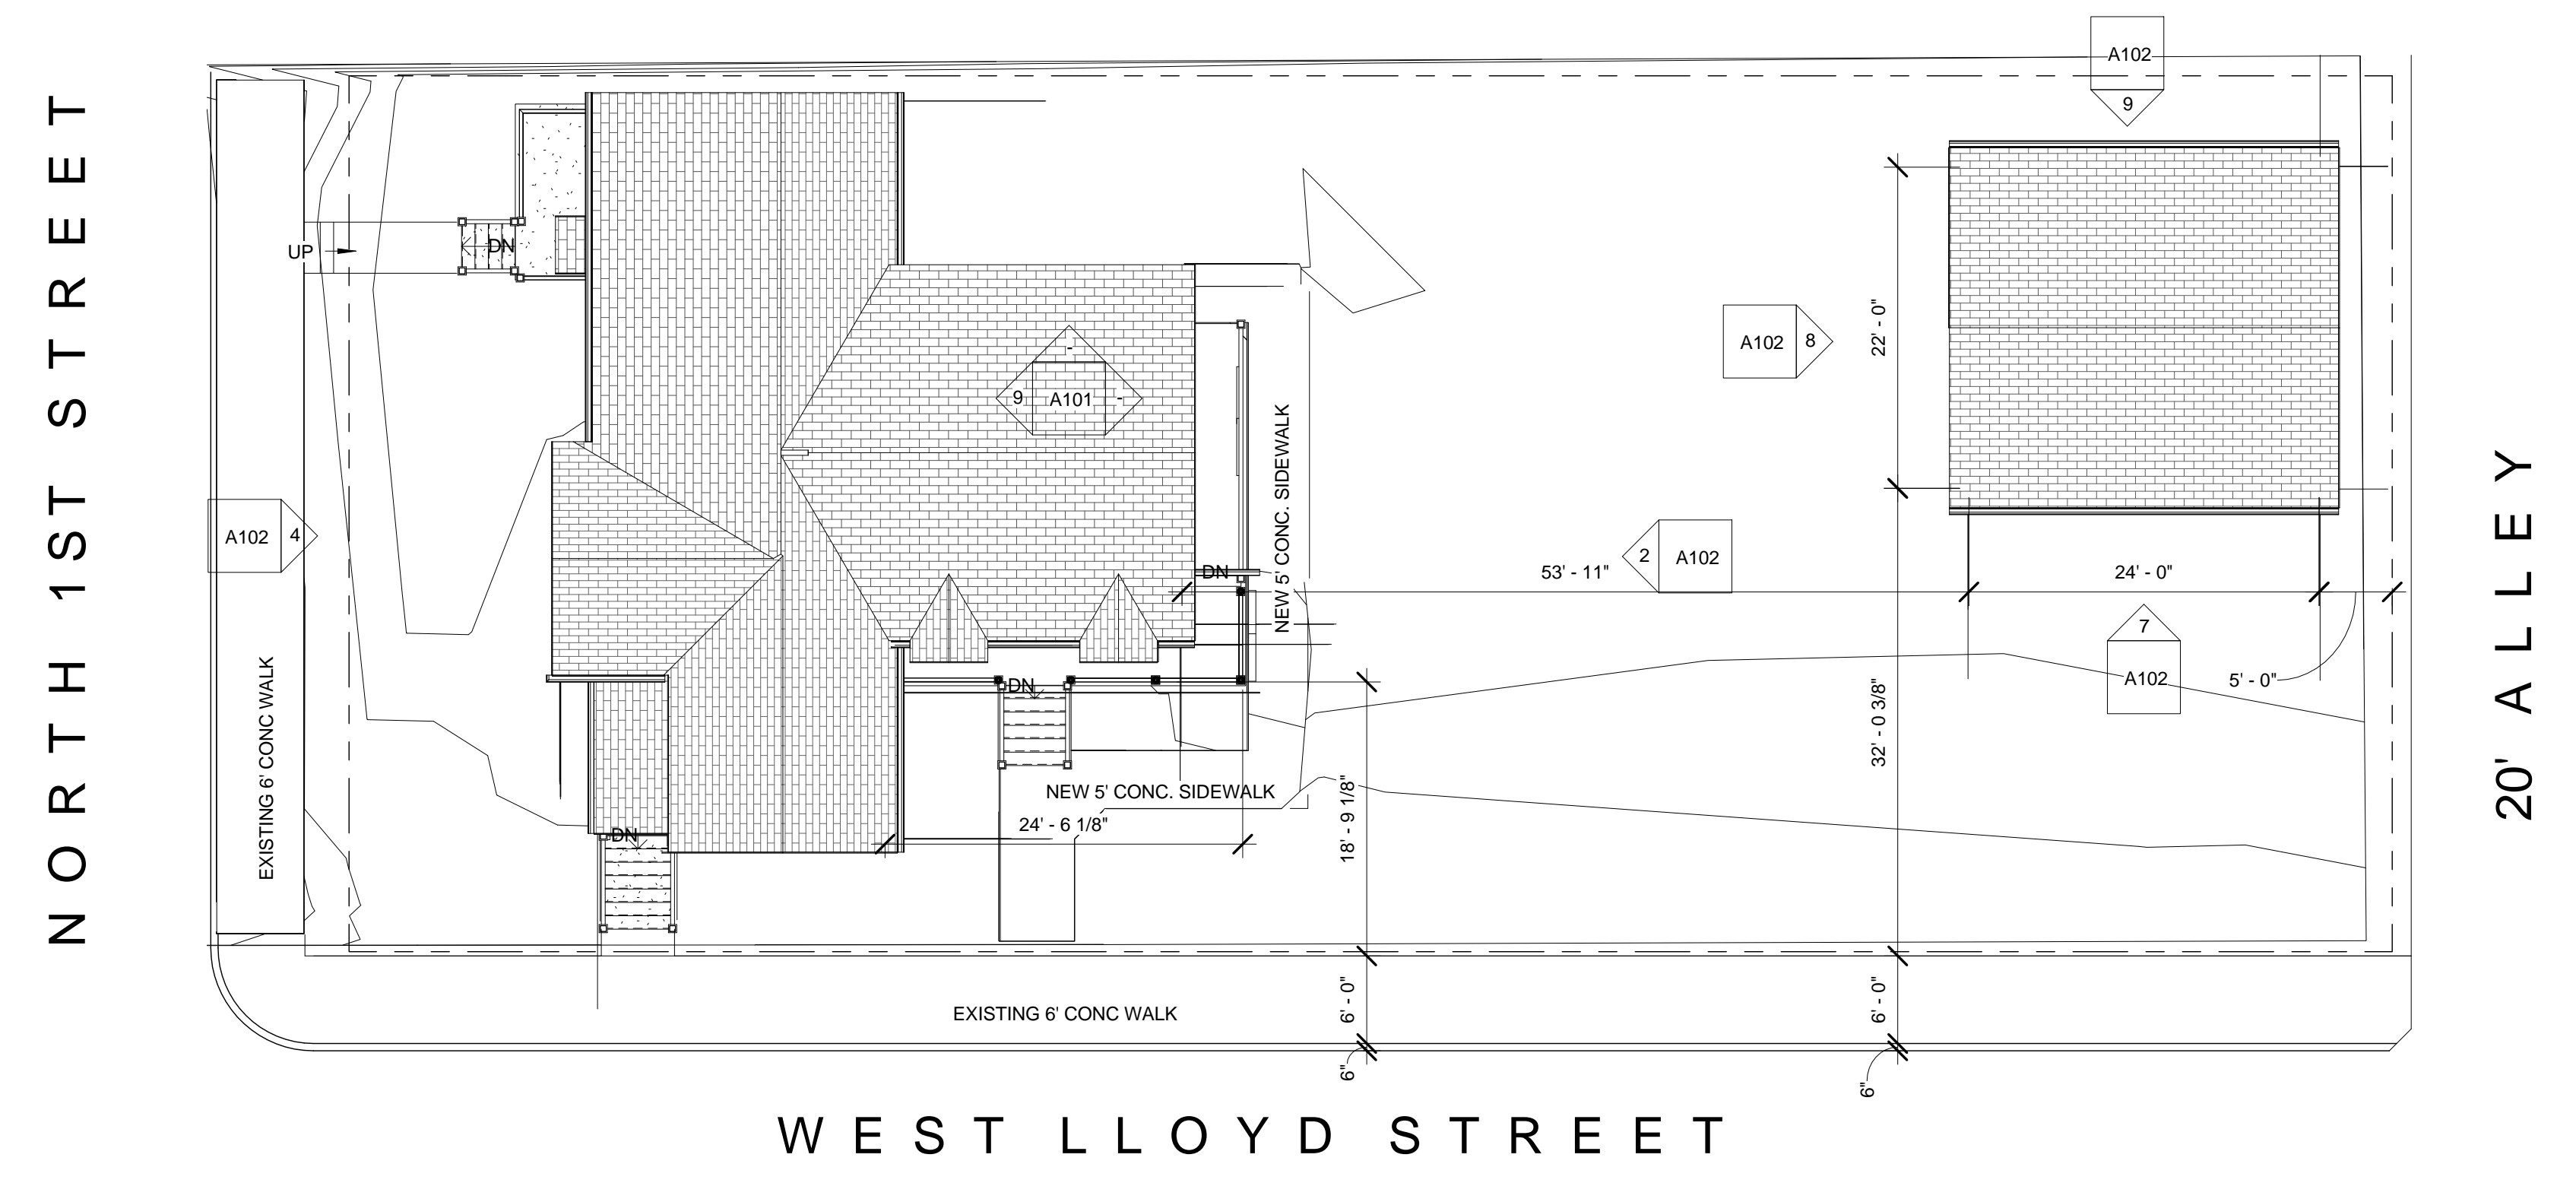 NORTH 1ST STREET
A102
9
UP
DN
22' - 0"
A102
8
-
9
A101
-
NEW 5' CONC. SIDEWALK
A102
4
2
A102
DN
53' - 11"
24' - 0"
7
A102
5' - 0"
20' ALLEY
EXISTING 6' CONC WALK
DN
32' - 0 3/8"
NEW 5' CONC. SIDEWALK
24' - 6 1/8"
18' - 9 1/8"
DN
EXISTING 6' CONC WALK
6' - 0"
6' - 0"
6"
6"
WEST LLOYD STREET